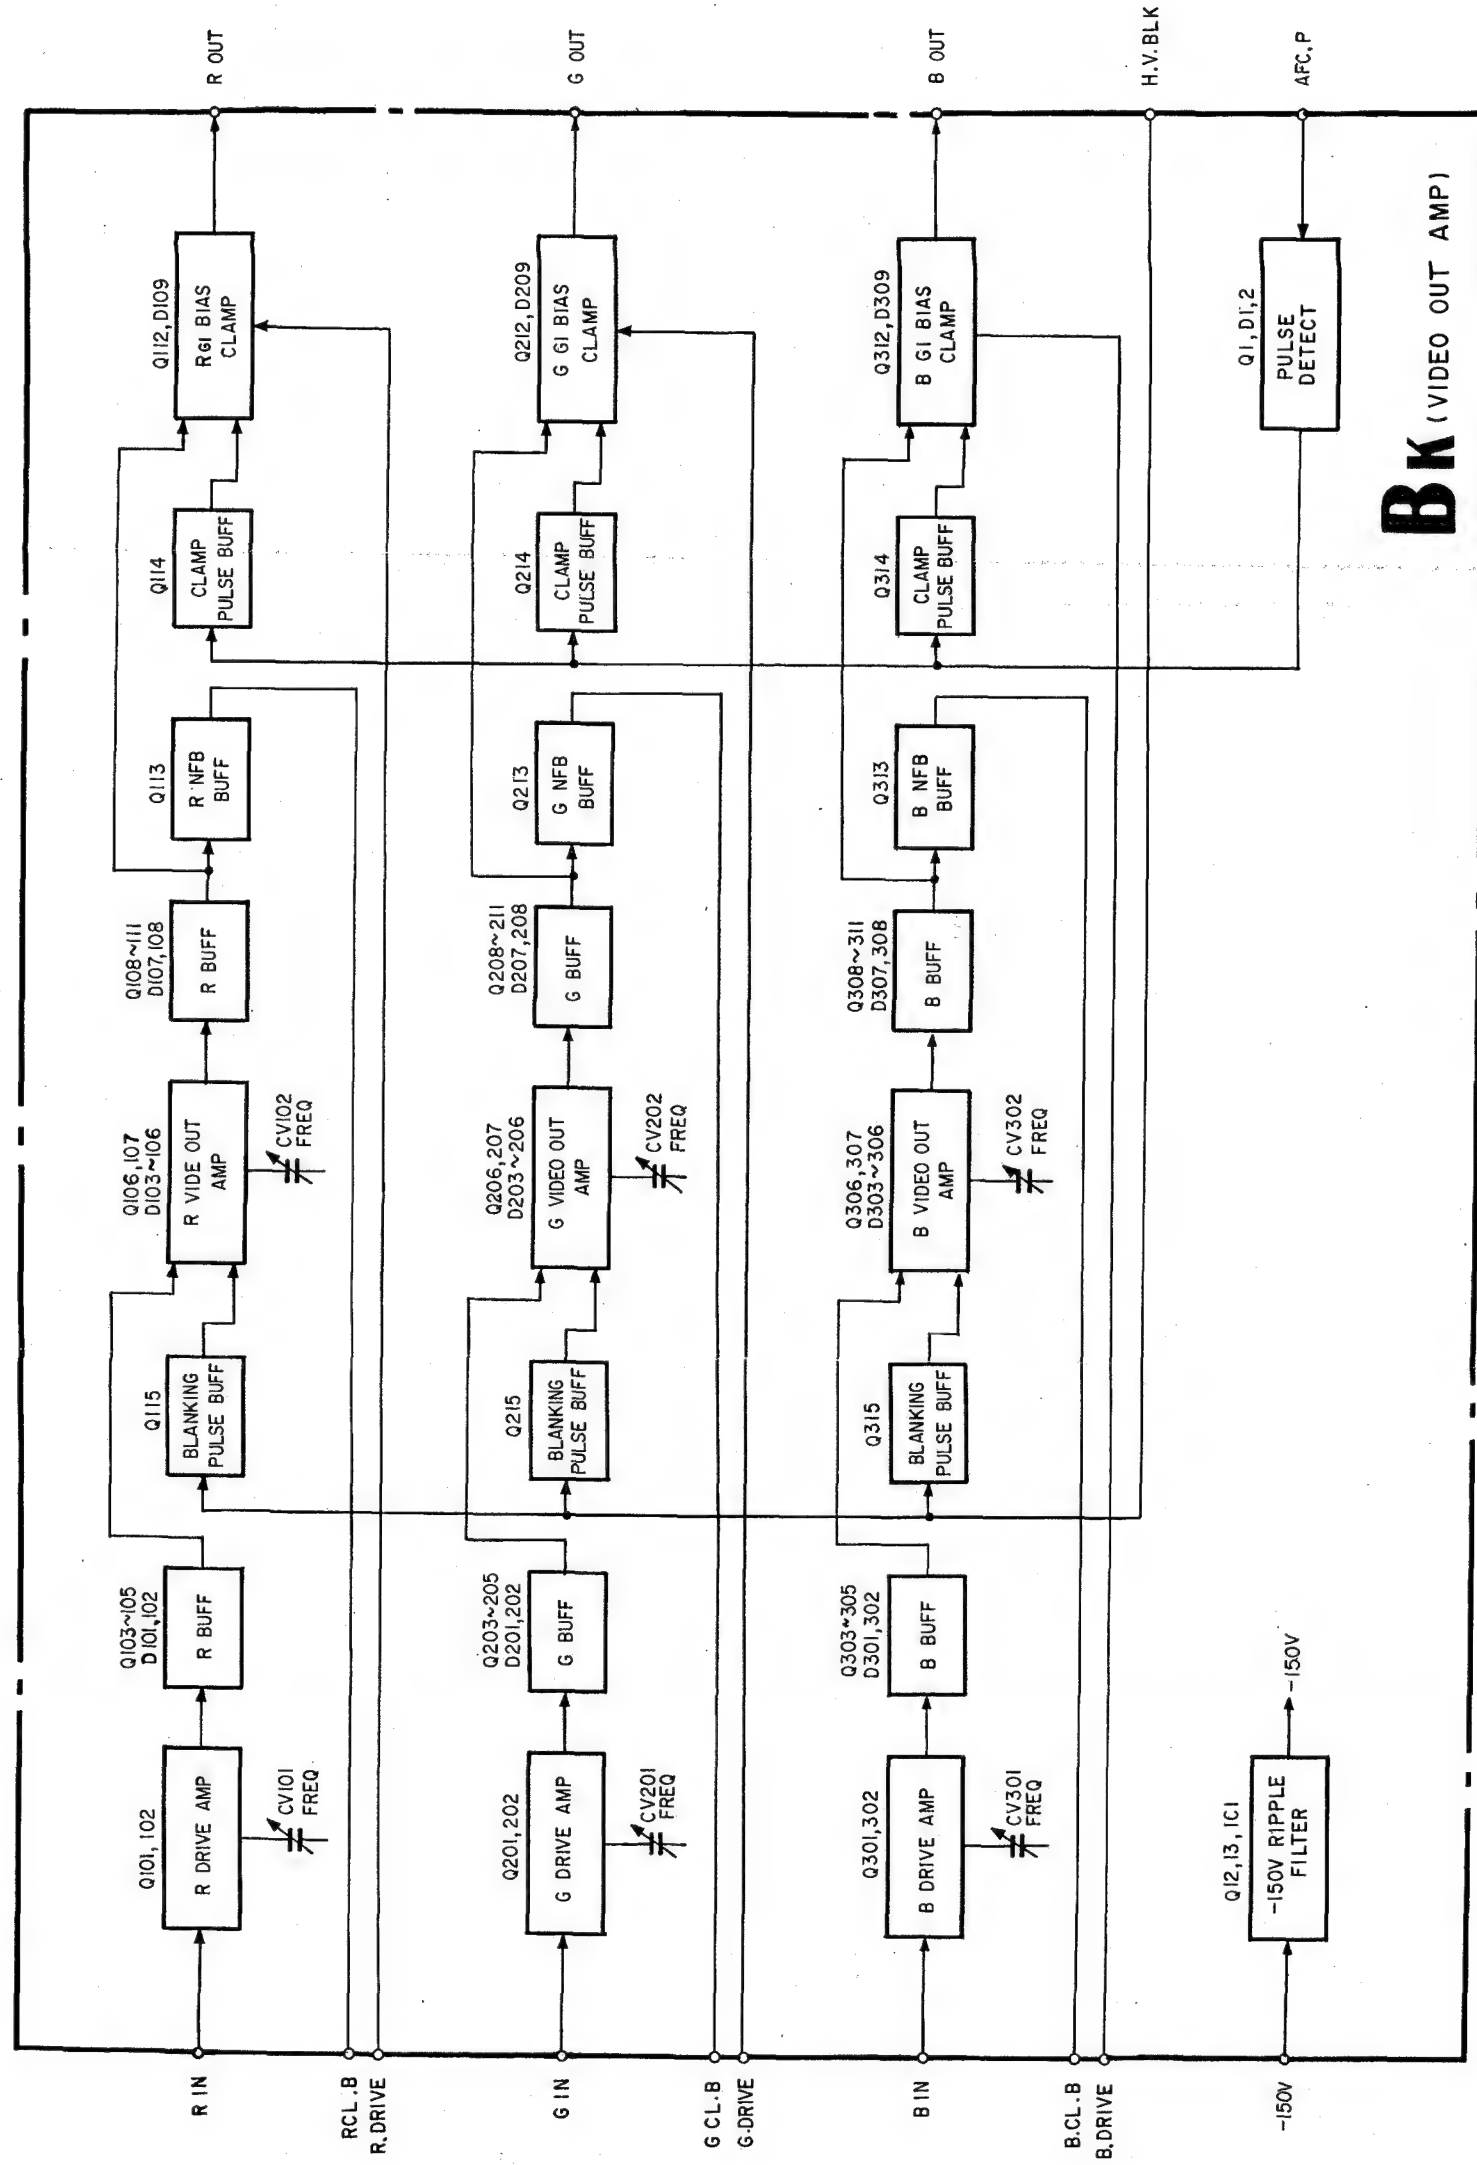 R IN
Q101, 102
R DRIVE AMP
CV101
FREQ
Q103~105
D101,102
R BUFF
Q115
BLANKING
PULSE BUFF
Q106,107
D103~106
R VIDE OUT
AMP
CV102
FREQ
Q108~111
D107,108
R BUFF
Q113
R NFB
BUFF
Q114
CLAMP
PULSE BUFF
Q112,D109
RG1 BIAS
CLAMP
R OUT
RCL.B
R.DRIVE
G IN
Q201,202
G DRIVE AMP
CV201
FREQ
Q203~205
D201,202
G BUFF
Q215
BLANKING
PULSE BUFF
Q206,207
D203~206
G VIDEO OUT
AMP
CV202
FREQ
Q208~211
D207,208
G BUFF
Q213
G NFB
BUFF
Q214
CLAMP
PULSE BUFF
Q212,D209
G G1 BIAS
CLAMP
G OUT
G CL.B
G.DRIVE
B IN
Q301,302
B DRIVE AMP
CV301
FREQ
Q303~305
D301,302
B BUFF
Q315
BLANKING
PULSE BUFF
Q306,307
D303~306
B VIDEO OUT
AMP
CV302
FREQ
Q308~311
D307,308
B BUFF
Q313
B NFB
BUFF
Q314
CLAMP
PULSE BUFF
Q312,D309
B G1 BIAS
CLAMP
B OUT
B.CL.B
B.DRIVE
H.V.BLK
-150V
Q12,13,IC1
-150V RIPPLE
FILTER
-150V
Q1,D1,2
PULSE
DETECT
AFC.P
BK (VIDEO OUT AMP)